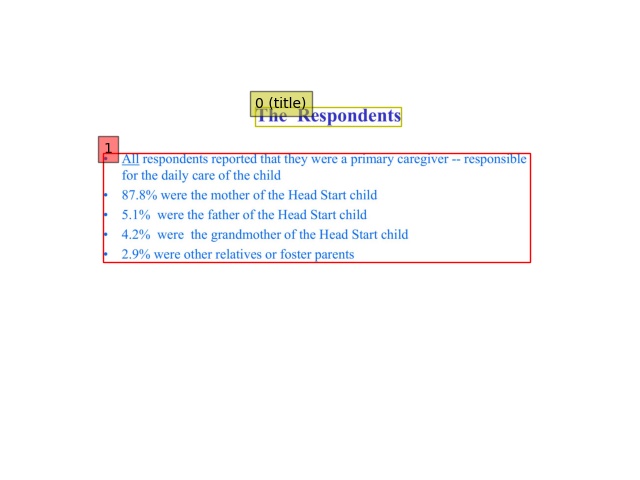 0 (title)
The Respondents
1
• All respondents reported that they were a primary caregiver -- responsible
for the daily care of the child
• 87.8% were the mother of the Head Start child
• 5.1% were the father of the Head Start child
• 4.2% were the grandmother of the Head Start child
• 2.9% were other relatives or foster parents